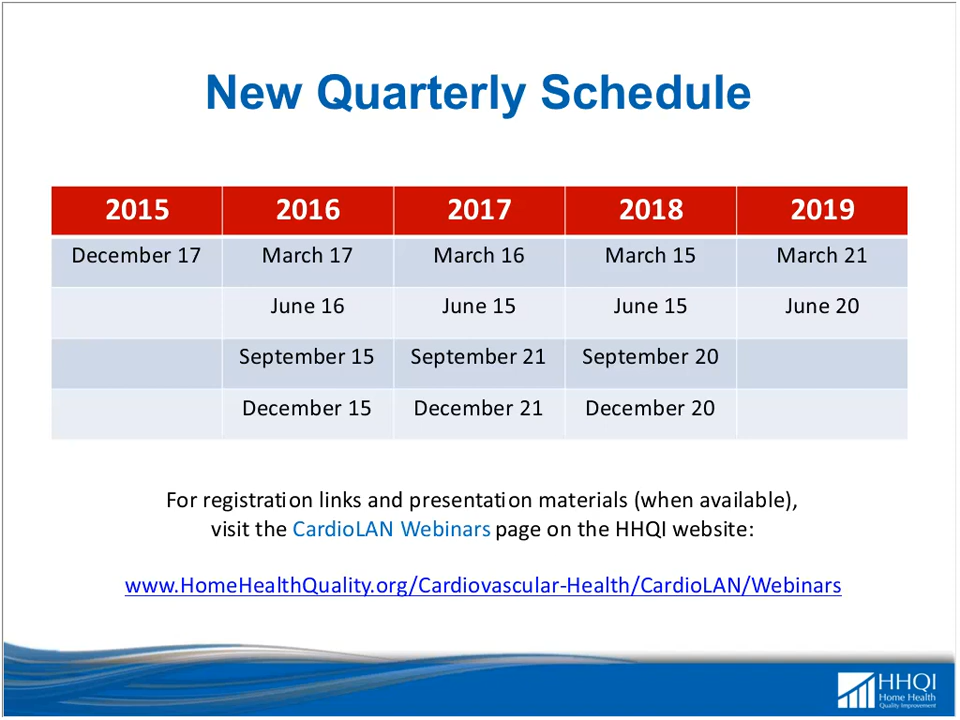 New Quarterly Schedule
2015 2016 2017 2018 2019
December 17 March 17 March 16 March 15 March 21
June 16 June 15 June 15 June 20
September 15 September 21 September 20
December 15 December 21 December 20
For registration links and presentation materials (when available),
visit the CardioLAN Webinars page on the HHQI website:
www.HomeHealthQuality.org/Cardiovascular-Health/CardioLAN/Webinars
HHQI
Home Health
Quality Improvement